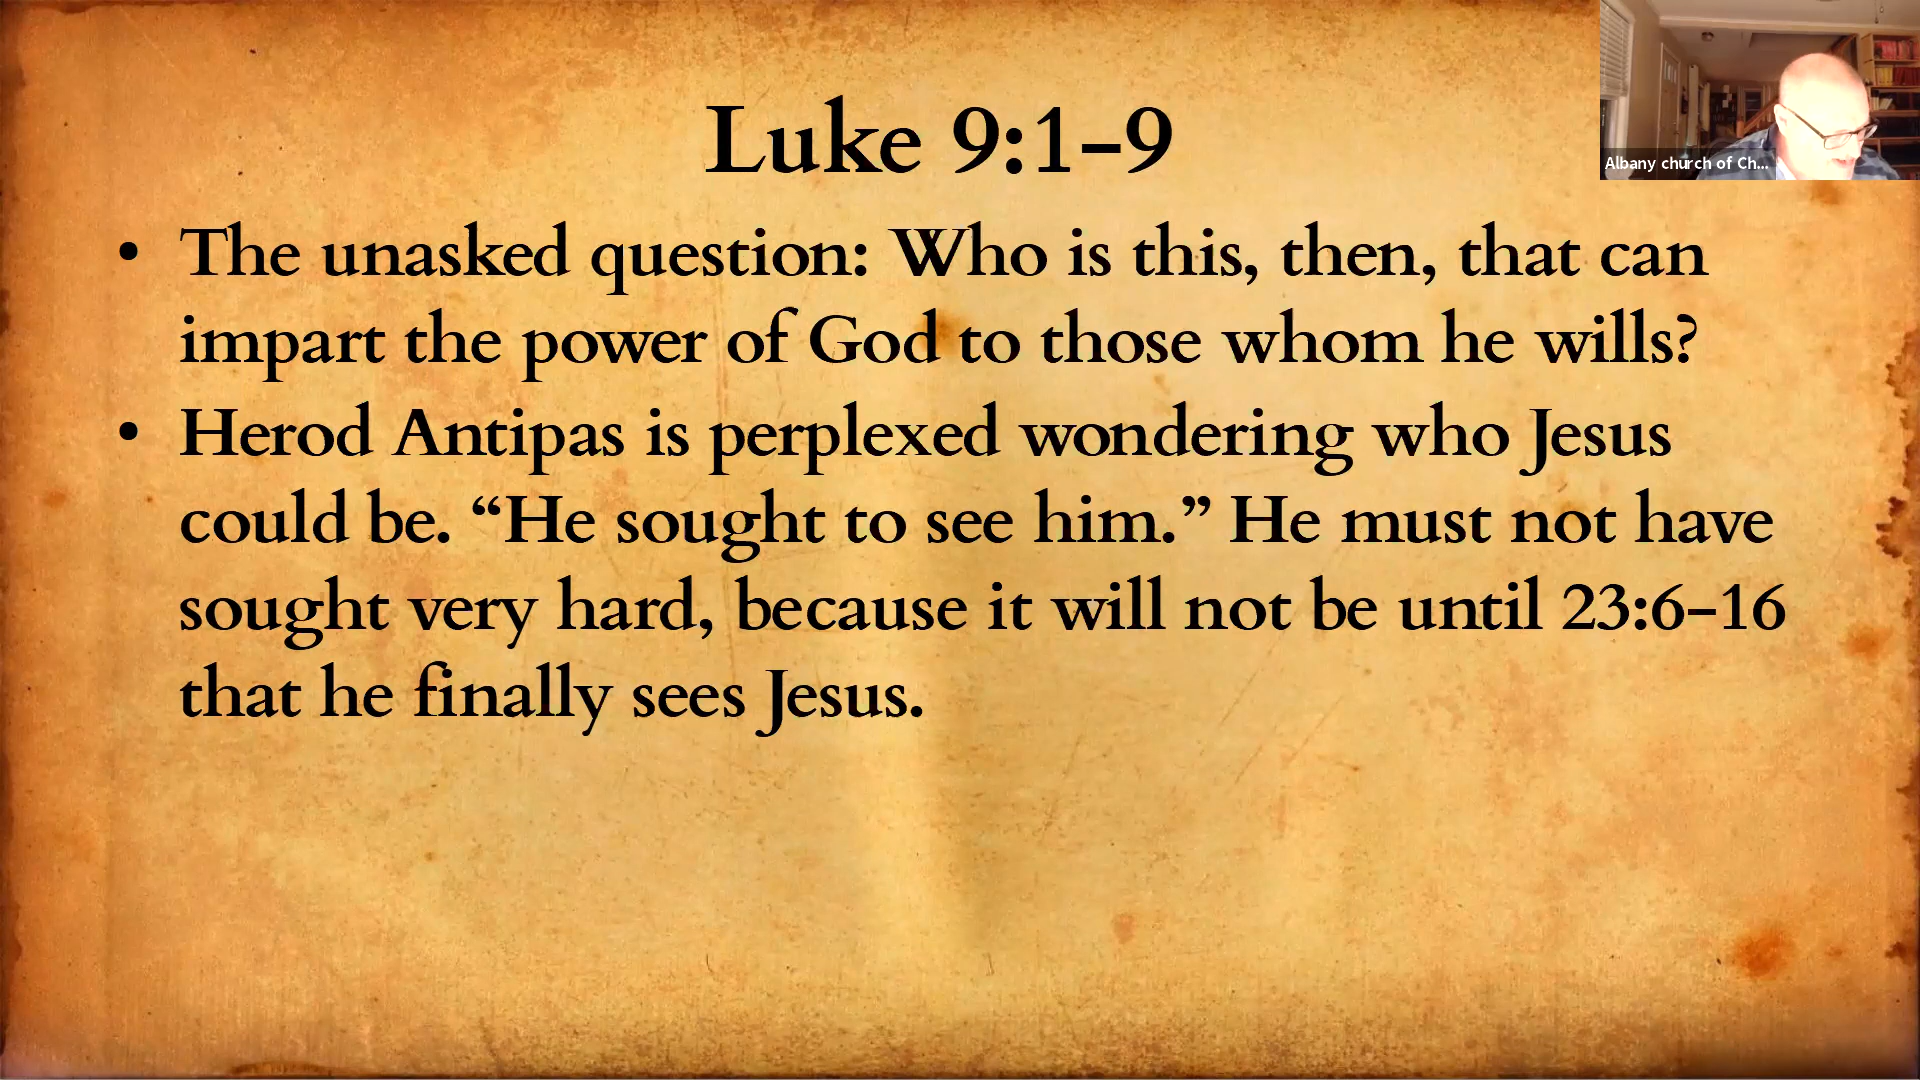 Luke 9:1–9
• The unasked question: Who is this, then, that can
impart the power of God to those whom he wills?
• Herod Antipas is perplexed wondering who Jesus
could be. “He sought to see him.” He must not have
sought very hard, because it will not be until 23:6–16
that he finally sees Jesus.
Albany church of Ch...